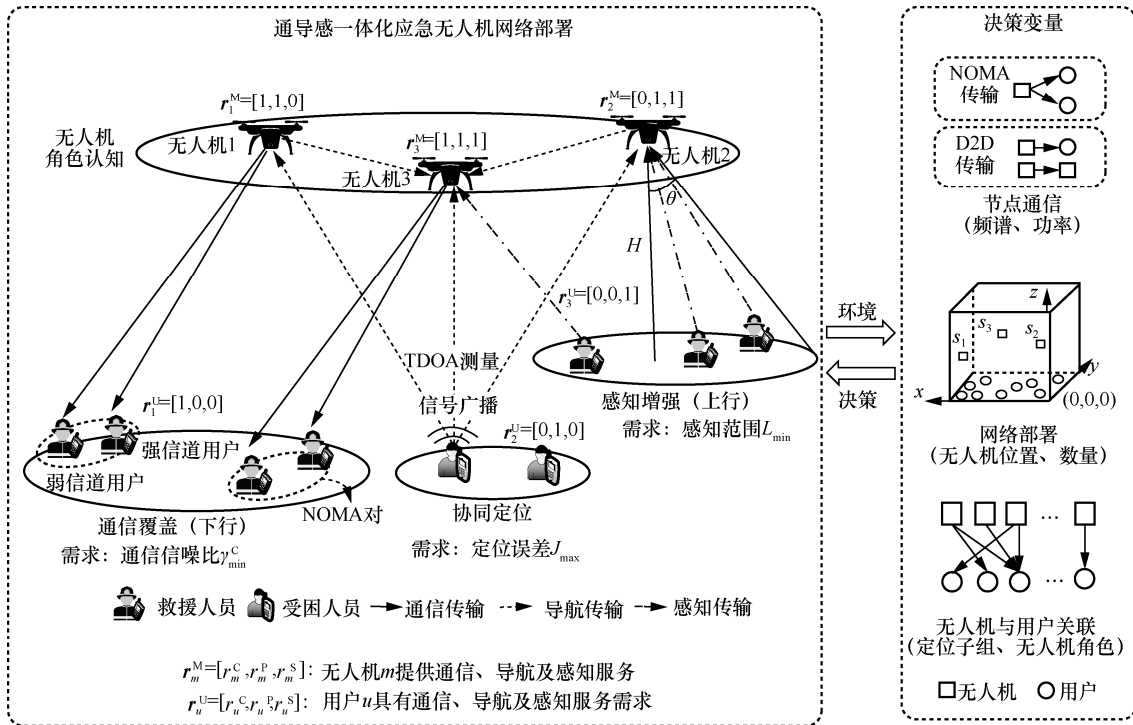 通导感一体化应急无人机网络部署
r₁ᴹ=[1,1,0]
r₂ᴹ=[0,1,1]
r₃ᴹ=[1,1,1]
无人机
角色认知
无人机1
无人机2
无人机3
θ
H
r₃ᵁ=[0,0,1]
TDOA测量
信号广播
感知增强（上行）
需求：感知范围Lmin
r₁ᵁ=[1,0,0]
r₂ᵁ=[0,1,0]
强信道用户
弱信道用户
NOMA对
通信覆盖（下行）
需求：通信信噪比γᶜmin
协同定位
需求：定位误差Jmax
救援人员
受困人员
通信传输
导航传输
感知传输
rₘᴹ=[rₘᶜ,rₘᴾ,rₘˢ]：无人机m提供通信、导航及感知服务
rᵤᵁ=[rᵤᶜ,rᵤᴾ,rᵤˢ]：用户u具有通信、导航及感知服务需求
环境
决策
决策变量
NOMA
传输
D2D
传输
节点通信
（频谱、功率）
z
s₁
s₃
s₂
y
x
(0,0,0)
网络部署
（无人机位置、数量）
…
…
无人机与用户关联
（定位子组、无人机角色）
无人机
用户